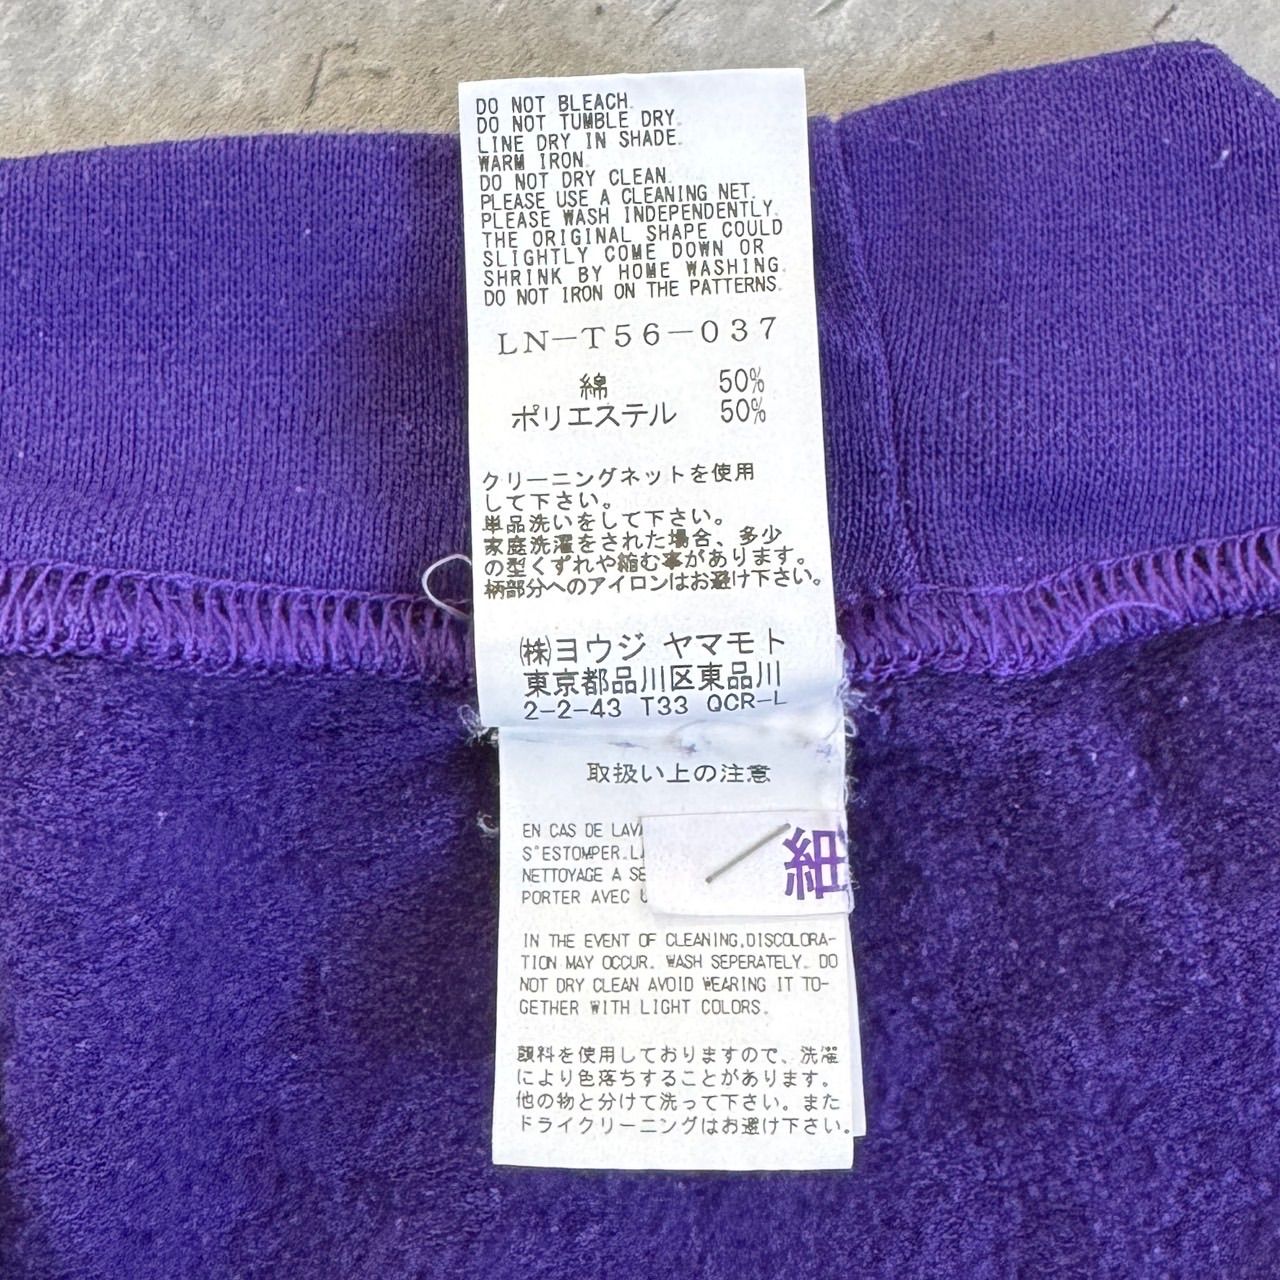 DO NOT BLEACH.
DO NOT TUMBLE DRY.
LINE DRY IN SHADE.
WARM IRON
DO NOT DRY CLEAN.
PLEASE USE A CLEANING NET.
PLEASE WASH INDEPENDENTLY.
THE ORIGINAL SHAPE COULD
SLIGHTLY COME DOWN OR
SHRINK BY HOME WASHING.
DO NOT IRON ON THE PATTERNS.
LN-T56-037
綿 50%
ポリエステル 50%
クリーニングネットを使用
して下さい。
単品洗いをして下さい。
家庭洗濯をされた場合、多少
の型くずれや縮む事があります。
柄部分へのアイロンはお避け下さい。
㈱ヨウジ ヤマモト
東京都品川区東品川
2-2-43 T33 QCR-L
取扱い上の注意
EN CAS DE
S'ESTOMPER.
NETTOYAGE A
PORTER AVEC
細
IN THE EVENT OF CLEANING,DISCOLORA-
TION MAY OCCUR. WASH SEPERATELY. DO
NOT DRY CLEAN AVOID WEARING IT TO-
GETHER WITH LIGHT COLORS.
顔料を使用しておりますので、洗濯
により色落ちすることがあります。
他の物と分けて洗って下さい。また
ドライクリーニングはお避け下さい。